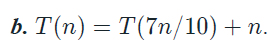 b. T(n) = T(7n/10) + n.